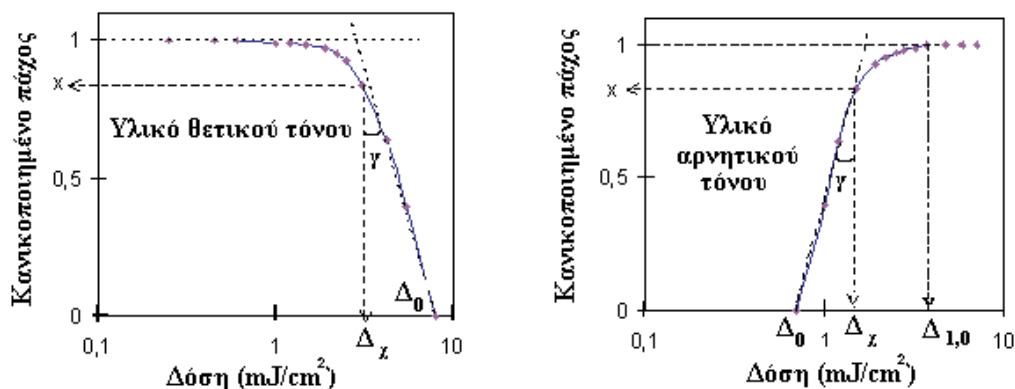 Κανικοποιημένο πάχος
1
x
Υλικό θετικού τόνου
γ
0,5
Δ₀
0
Δχ
0,1
1
10
Δόση (mJ/cm²)
Κανικοποιημένο πάχος
1
x
Υλικό
αρνητικού
τόνου
γ
0,5
0
Δ₀
Δχ
Δ₁,₀
0,1
1
10
Δόση (mJ/cm²)